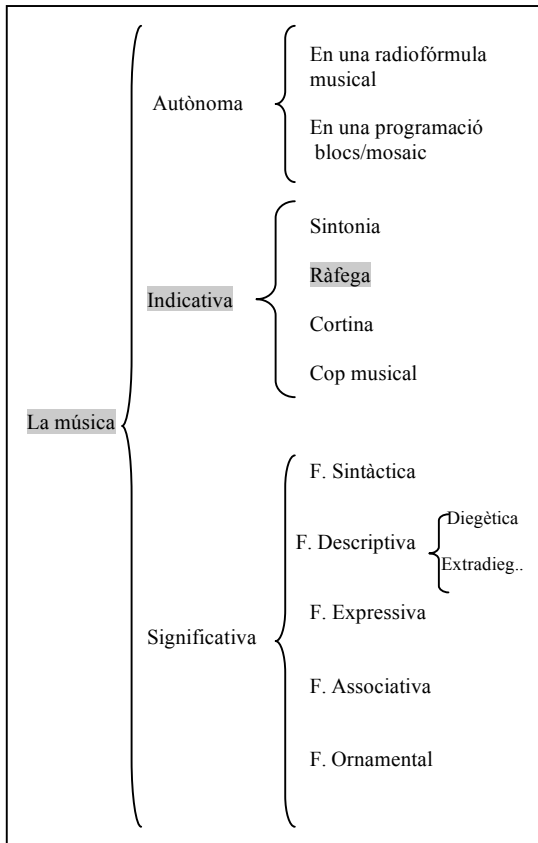 La música
Autònoma
En una radiofórmula
musical
En una programació
blocs/mosaic
Indicativa
Sintonia
Ràfega
Cortina
Cop musical
Significativa
F. Sintàctica
F. Descriptiva
Diegètica
Extradieg..
F. Expressiva
F. Associativa
F. Ornamental